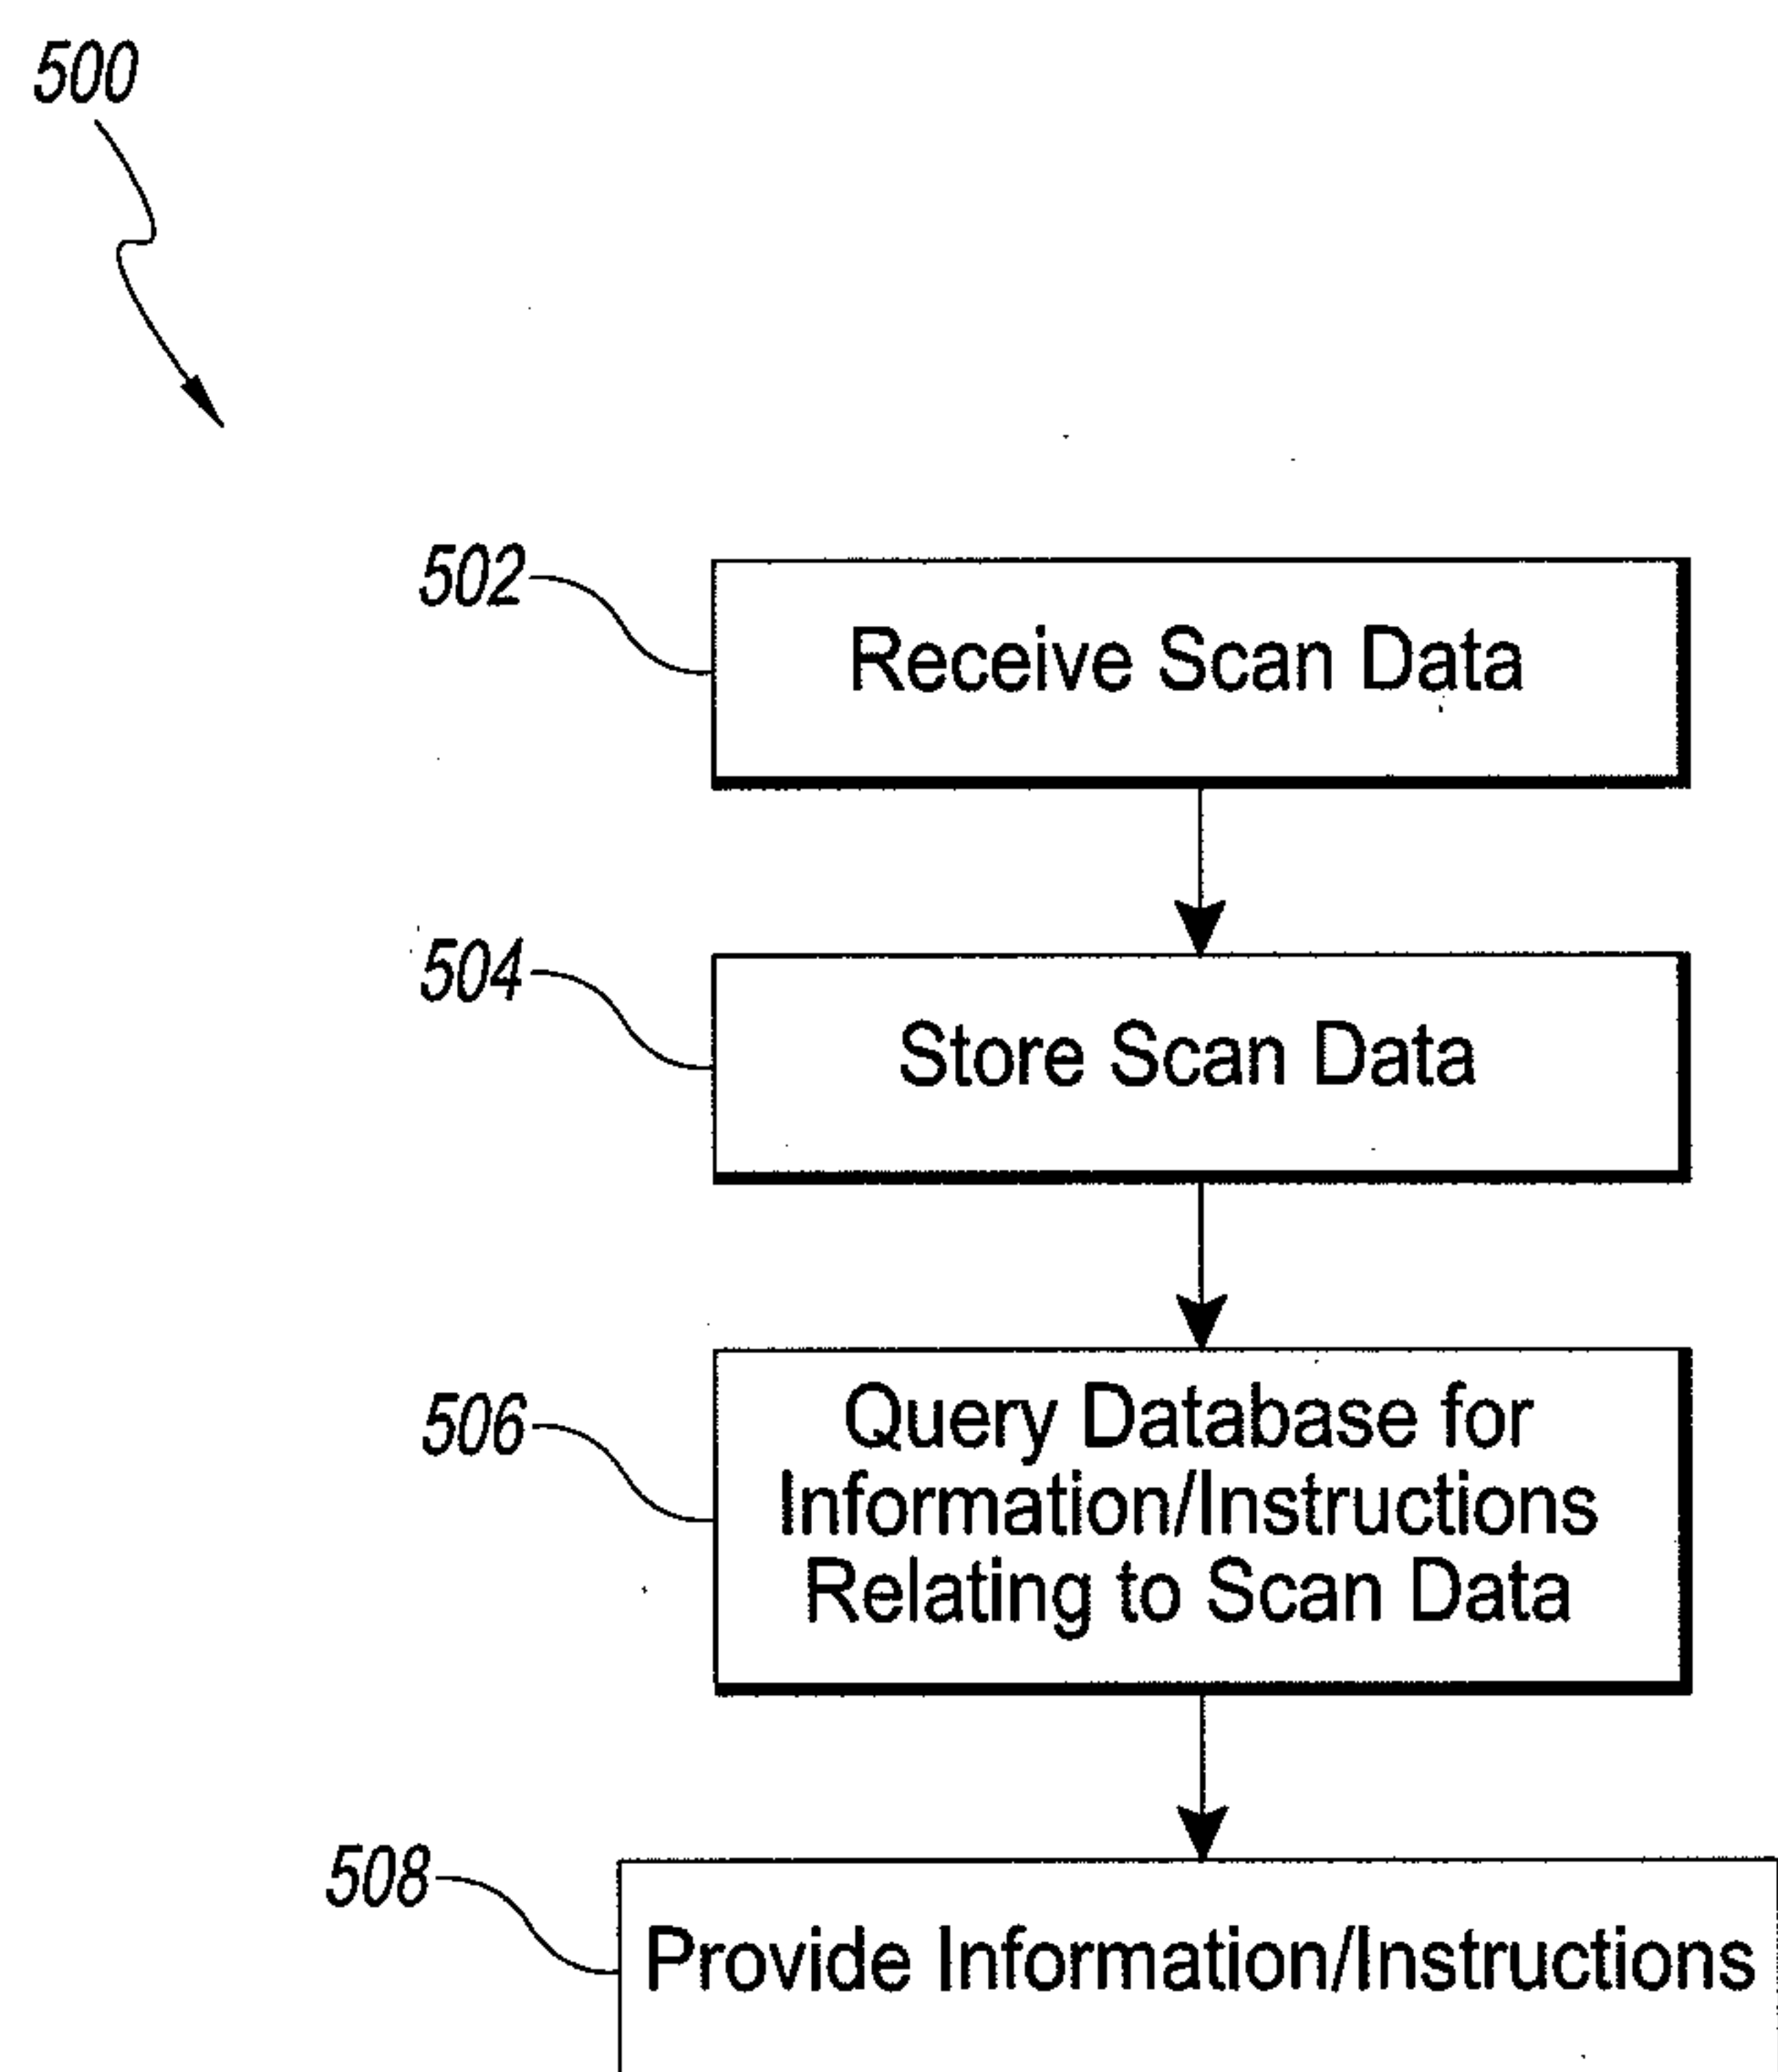 500
502
Receive Scan Data
504
Store Scan Data
506
Query Database for
Information/Instructions
Relating to Scan Data
508
Provide Information/Instructions